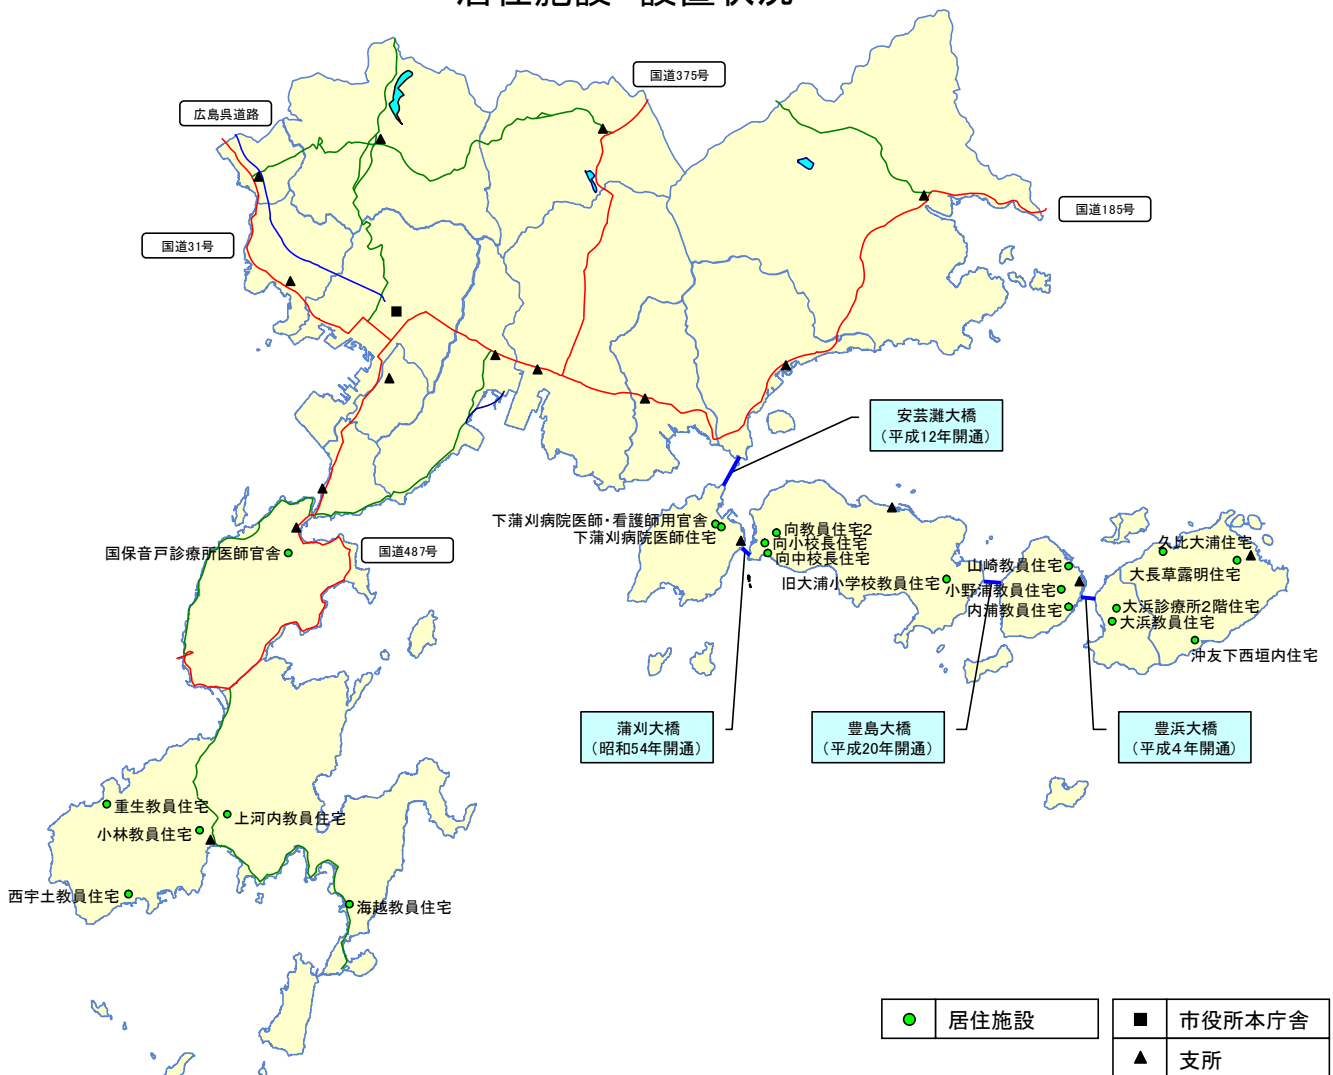 居住施設 設置状況
国道375号
広島県道路
国道185号
国道31号
安芸灘大橋
（平成12年開通）
下蒲刈病院医師・看護師用官舎
下蒲刈病院医師住宅
向教員住宅2
向小校長住宅
向中校長住宅
久比大浦住宅
国保音戸診療所医師官舎
国道487号
山崎教員住宅
大長草露明住宅
旧大浦小学校教員住宅
小野浦教員住宅
内浦教員住宅
大浜診療所2階住宅
大浜教員住宅
沖友下西垣内住宅
蒲刈大橋
（昭和54年開通）
豊島大橋
（平成20年開通）
豊浜大橋
（平成４年開通）
重生教員住宅
上河内教員住宅
小林教員住宅
西宇土教員住宅
海越教員住宅
居住施設
市役所本庁舎
支所